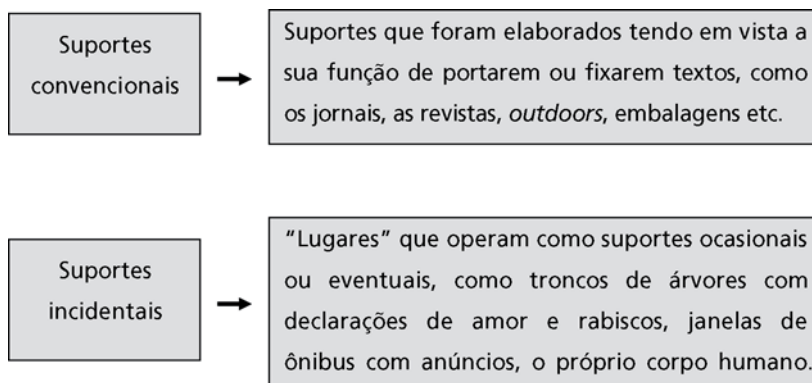 Suportes
convencionais
Suportes que foram elaborados tendo em vista a
sua função de portarem ou fixarem textos, como
os jornais, as revistas, outdoors, embalagens etc.
Suportes
incidentais
“Lugares” que operam como suportes ocasionais
ou eventuais, como troncos de árvores com
declarações de amor e rabiscos, janelas de
ônibus com anúncios, o próprio corpo humano.